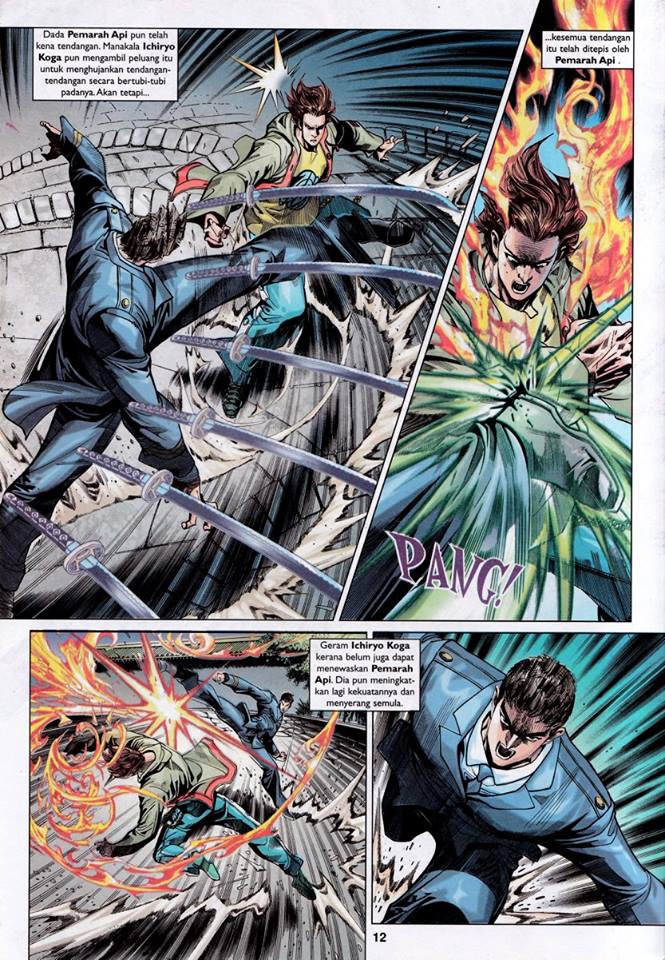 Dada Pemarah Api pun telah
kena tendangan. Manakala Ichiryo
Koga pun mengambil peluang itu
untuk menghujankan tendangan-
tendangan secara bertubi-tubi
padanya. Akan tetapi...
...kesemua tendangan
itu telah ditepis oleh
Pemarah Api .
PANG!
Geram Ichiryo Koga
kerana belum juga dapat
menewaskan Pemarah
Api. Dia pun meningkat-
kan lagi kekuatannya dan
menyerang semula.
12